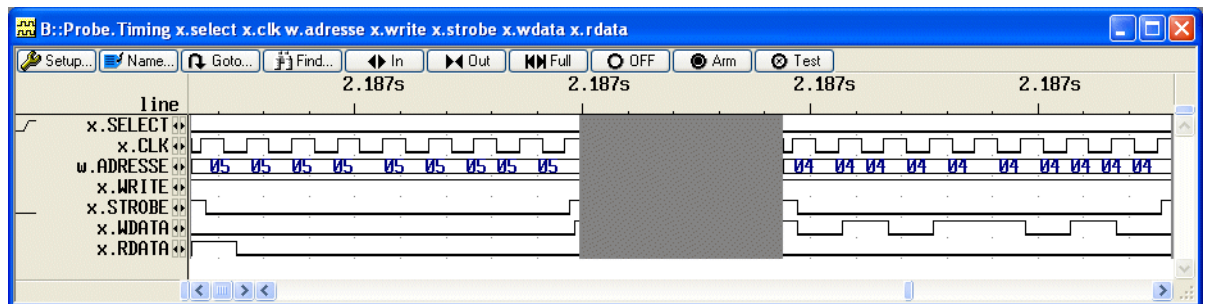 B::Probe.Timing x.select x.clk w.adresse x.write x.strobe x.wdata x.rdata
Setup... Name... Goto... Find... In Out Full OFF Arm Test
2.187s 2.187s 2.187s 2.187s
line
x.SELECT
x.CLK
w.ADRESSE 05 05 05 05 05 05 05 05 05 04 04 04 04 04 04 04 04 04 04
x.WRITE
x.STROBE
x.WDATA
x.RDATA